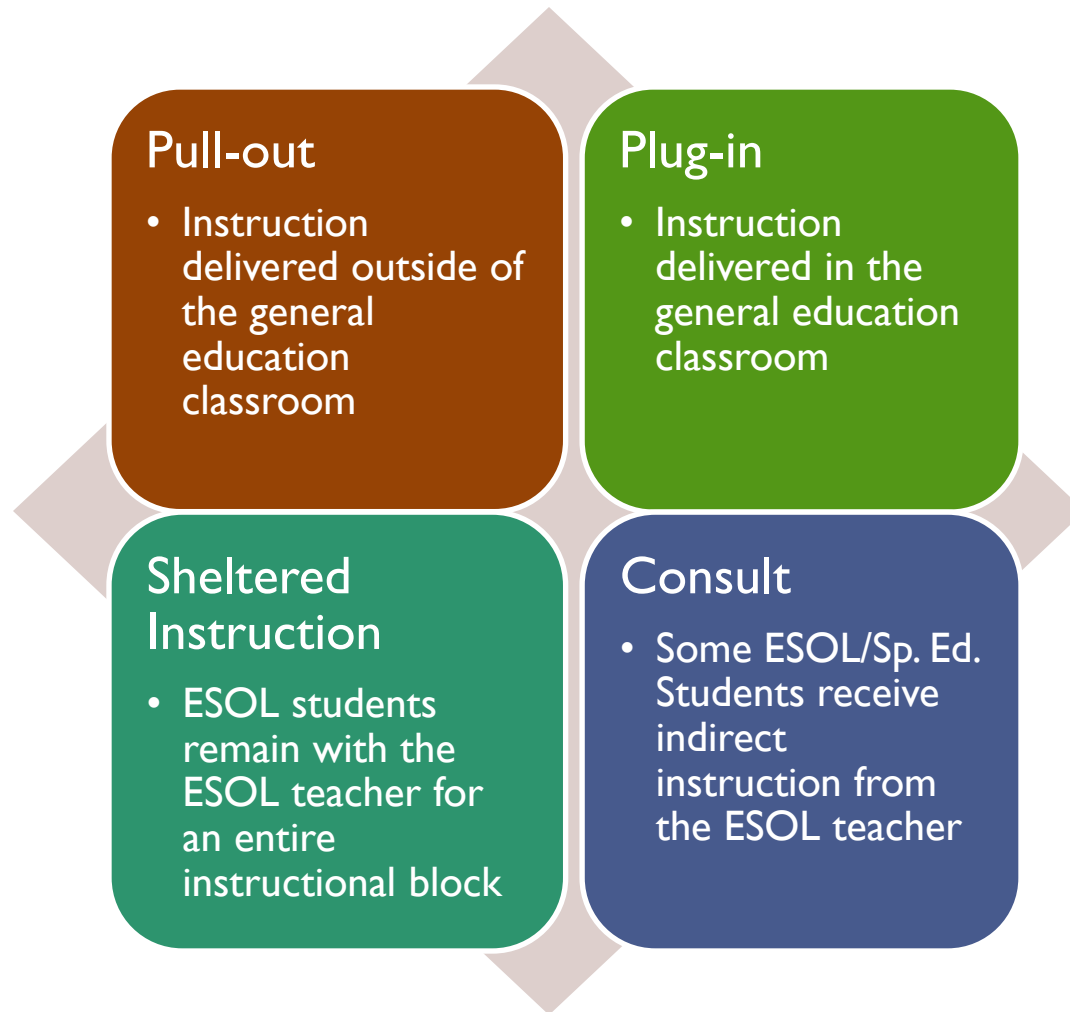 Pull-out
• Instruction
delivered outside of
the general
education
classroom
Plug-in
• Instruction
delivered in the
general education
classroom
Sheltered
Instruction
• ESOL students
remain with the
ESOL teacher for
an entire
instructional block
Consult
• Some ESOL/Sp. Ed.
Students receive
indirect
instruction from
the ESOL teacher